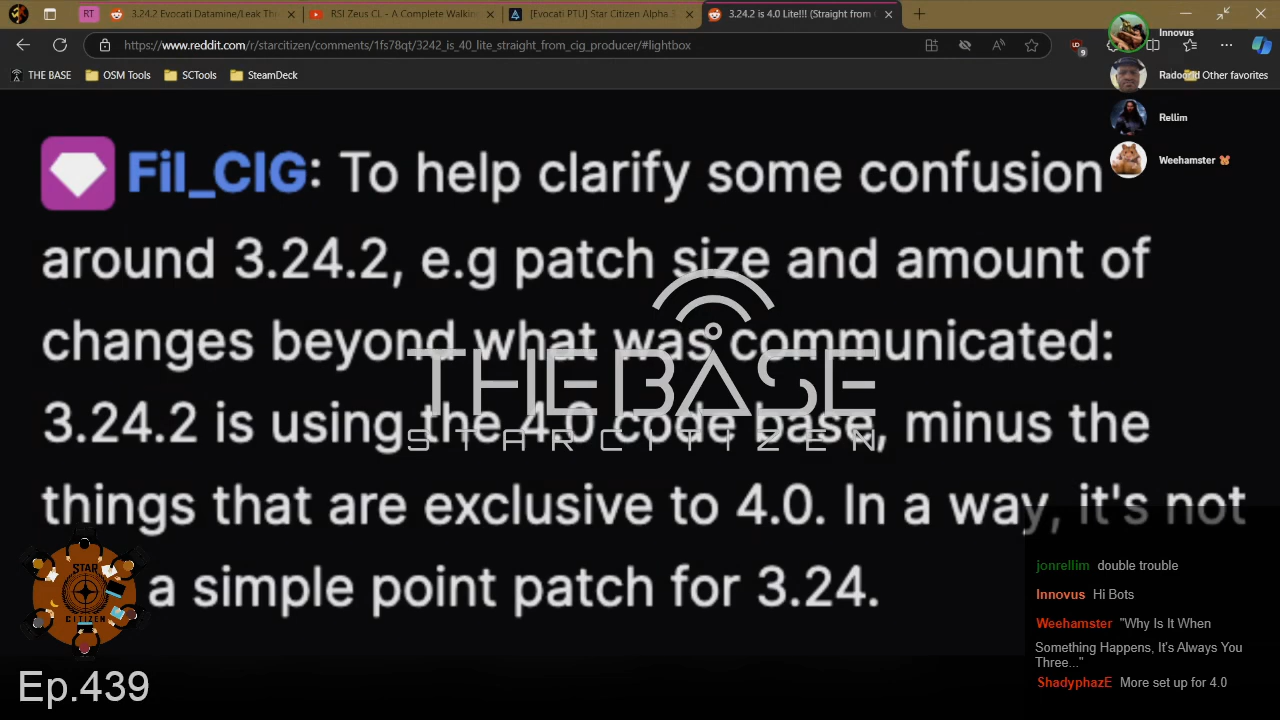 RT
3.24.2 Evocati Datamine/Leak Thr
RSI Zeus CL - A Complete Walkin
[Evocati PTU] Star Citizen Alpha 3
3.24.2 is 4.0 Lite!!! (Straight from
https://www.reddit.com/r/starcitizen/comments/1fs78qt/3242_is_40_lite_straight_from_cig_producer/#lightbox
9
THE BASE
OSM Tools
SCTools
SteamDeck
Other favorites
Innovus
Rellim
Weehamster
Fil_CIG: To help clarify some confusion
around 3.24.2, e.g patch size and amount of
changes beyond what was communicated:
3.24.2 is using the 4.0 code base, minus the
things that are exclusive to 4.0. In a way, it's not
a simple point patch for 3.24.
THE BASE
STAR CITIZEN
STAR
CITIZEN
Ep.439
jonrellim double trouble
Innovus Hi Bots
Weehamster "Why Is It When
Something Happens, It's Always You
Three..."
ShadyphazE More set up for 4.0